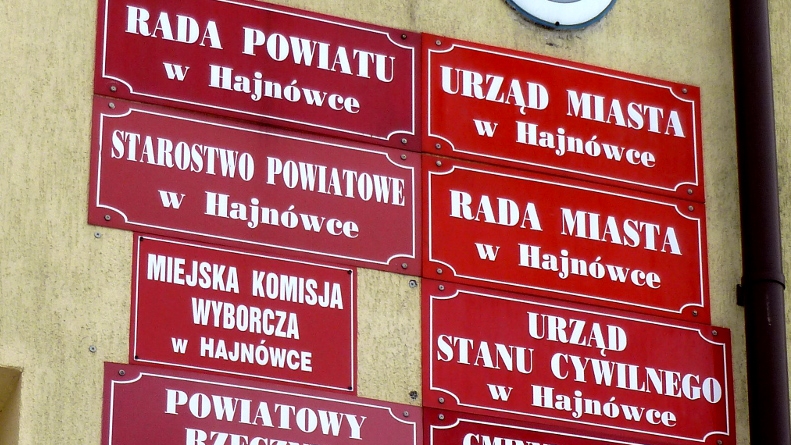 RADA POWIATU
w Hajnówce
STAROSTWO POWIATOWE
w Hajnówce
MIEJSKA KOMISJA
WYBORCZA
w HAJNÓWCE
POWIATOWY
URZĄD MIASTA
w Hajnówce
RADA MIASTA
w Hajnówce
URZĄD
STANU CYWILNEGO
w Hajnówce